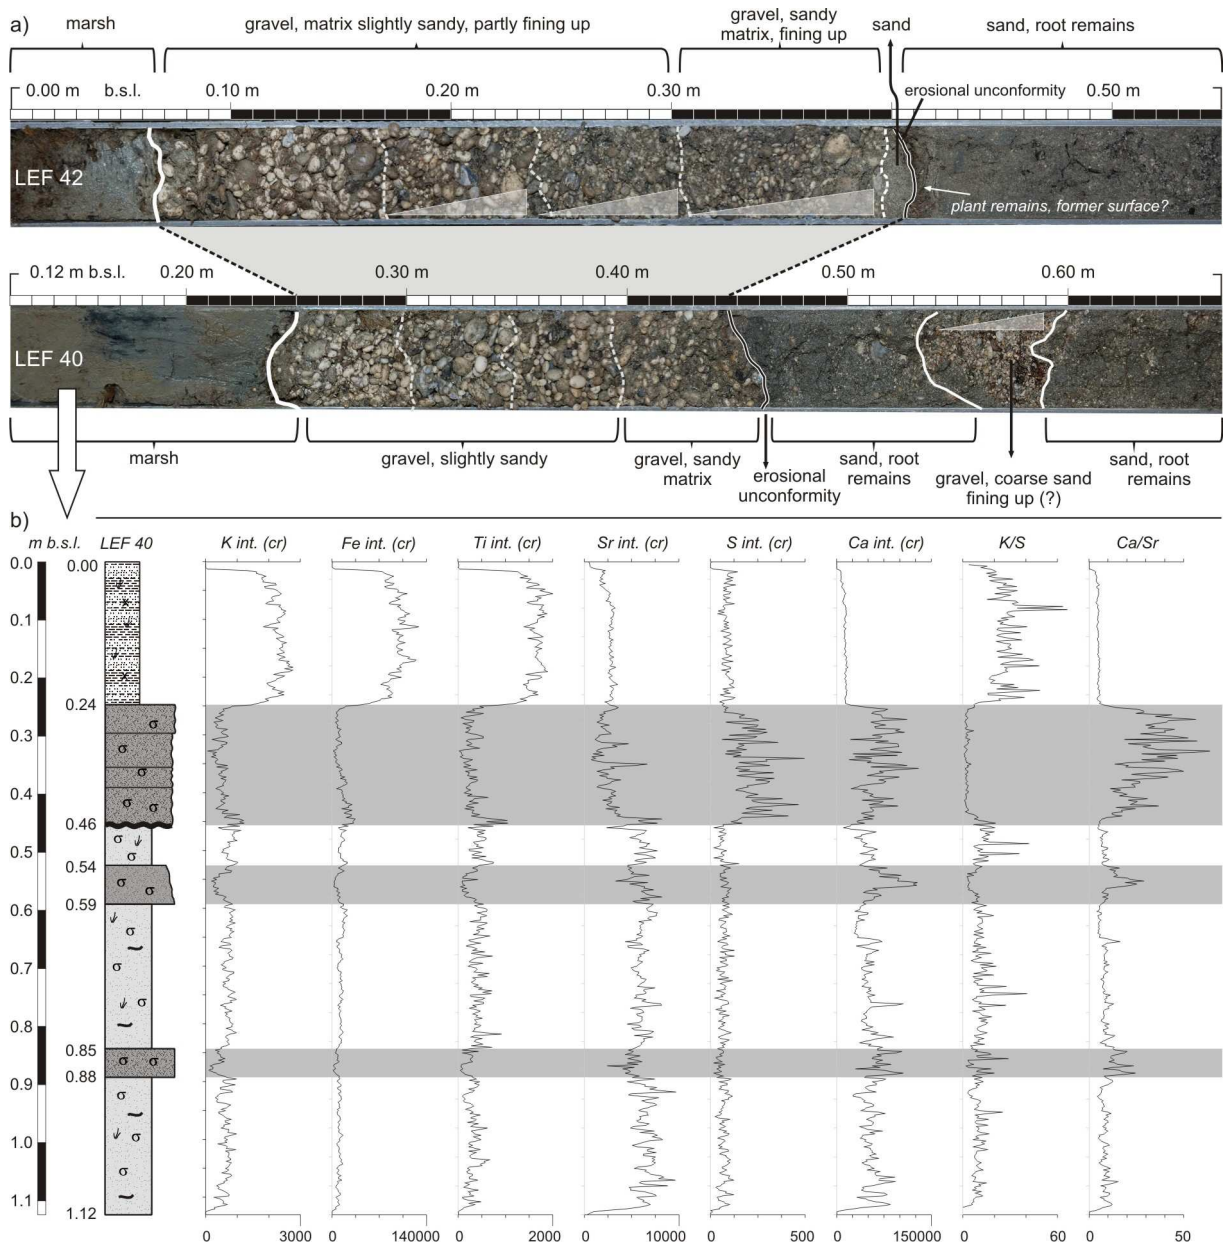 a)
marsh
gravel, matrix slightly sandy, partly fining up
gravel, sandy
matrix, fining up
sand
sand, root remains
0.00 m b.s.l. 0.10 m 0.20 m 0.30 m 0.50 m
erosional unconformity
LEF 42
plant remains, former surface?
0.12 m b.s.l. 0.20 m 0.30 m 0.40 m 0.50 m 0.60 m
LEF 40
marsh
gravel, slightly sandy
gravel, sandy
matrix
erosional
unconformity
sand, root
remains
gravel, coarse sand
fining up (?)
sand, root
remains
b)
m b.s.l. LEF 40 K int. (cr) Fe int. (cr) Ti int. (cr) Sr int. (cr) S int. (cr) Ca int. (cr) K/S Ca/Sr
0.0 0.00
0.1
0.2
0.24
0.3
0.4
0.46
0.5
0.54
0.59
0.6
0.7
0.8
0.85
0.88
0.9
1.0
1.1
1.12
0 3000 0 140000 0 2000 0 10000 0 500 0 150000 0 60 0 50